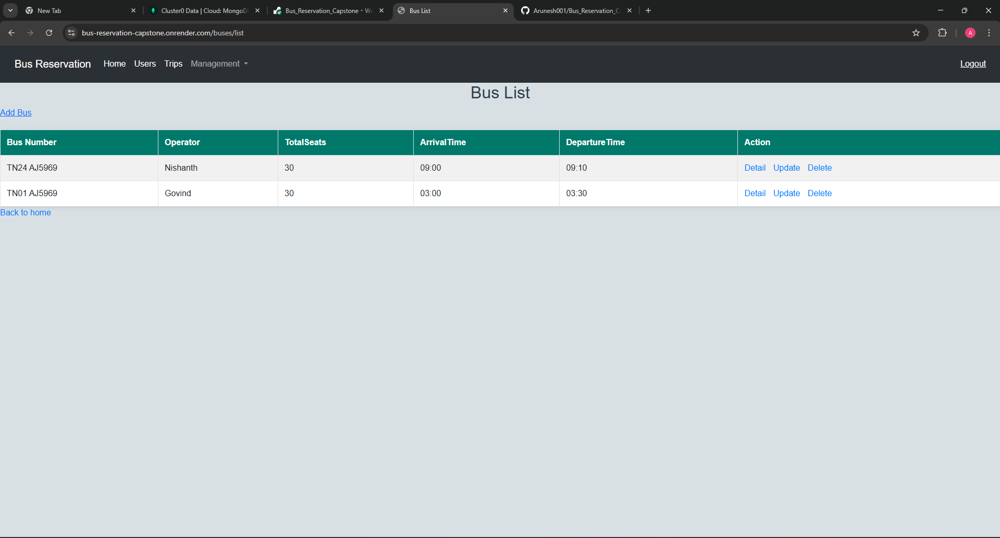 New Tab
Cluster0 Data | Cloud: MongoD
Bus_Reservation_Capstone · We
Bus List
Arunesh001/Bus_Reservation_C
bus-reservation-capstone.onrender.com/buses/list
A
Bus Reservation Home Users Trips Management Logout
Bus List
Add Bus
Bus Number Operator TotalSeats ArrivalTime DepartureTime Action
TN24 AJ5969 Nishanth 30 09:00 09:10 Detail Update Delete
TN01 AJ5969 Govind 30 03:00 03:30 Detail Update Delete
Back to home